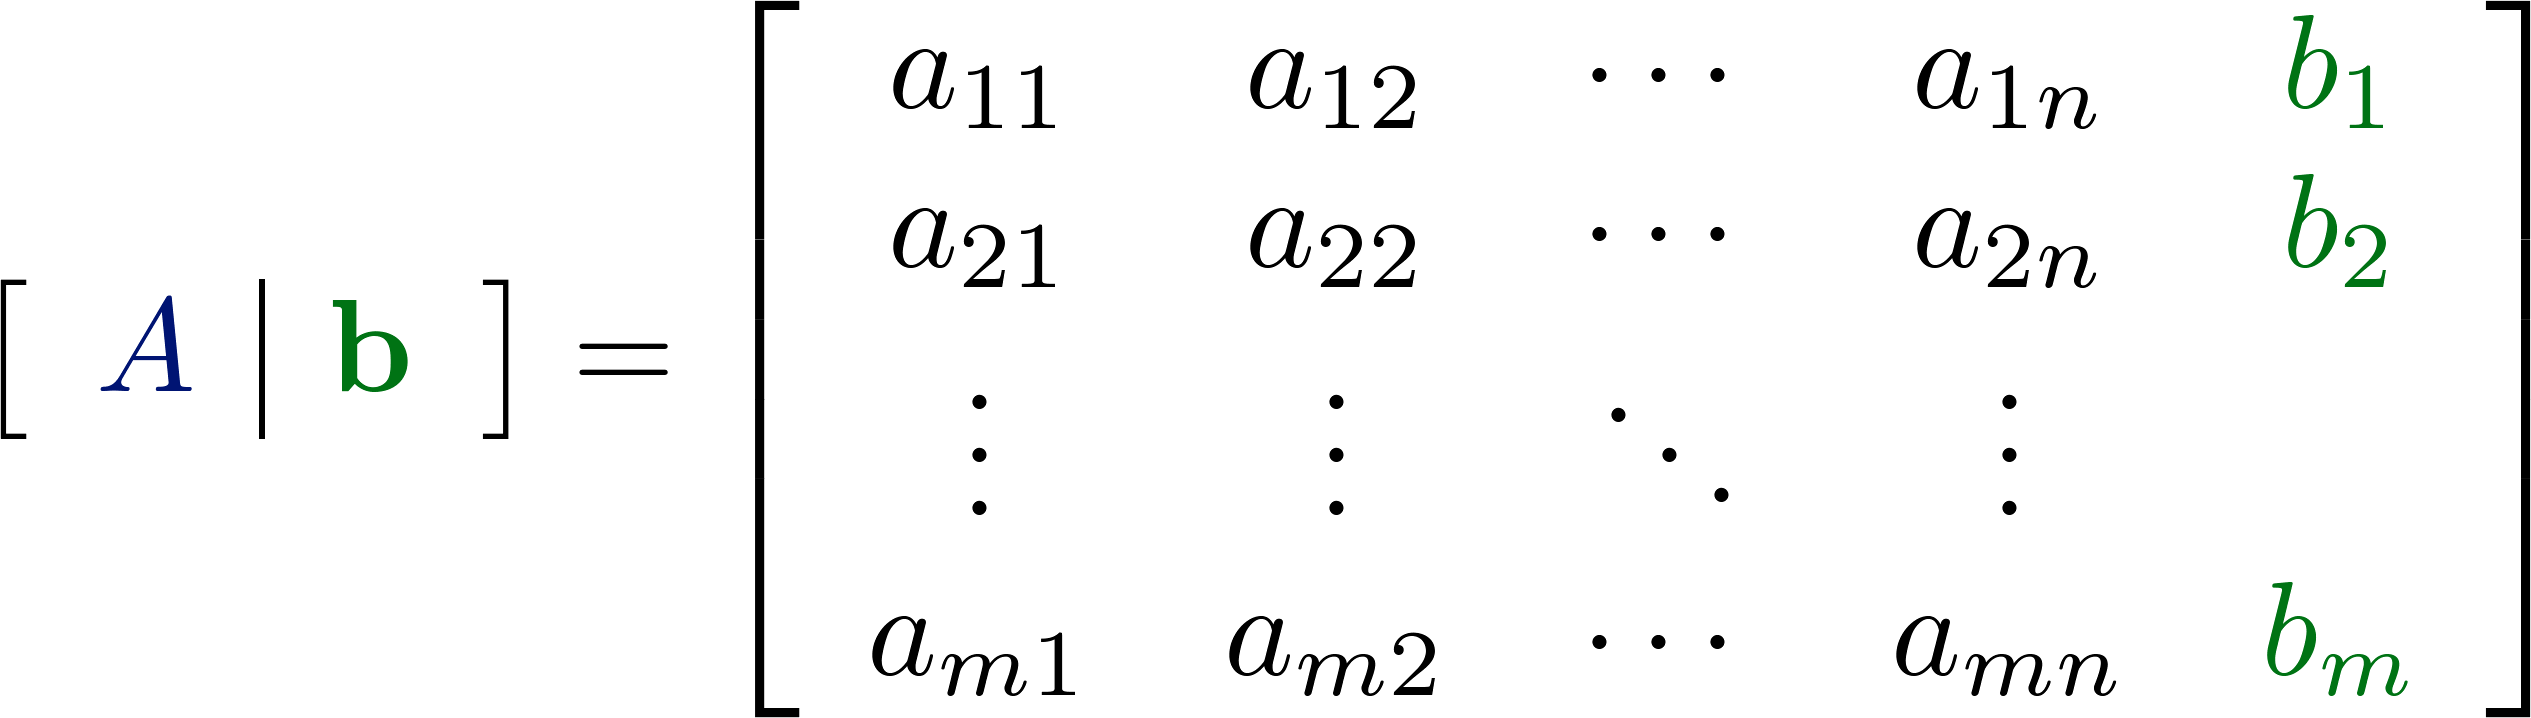 [ A | b ] =
a₁₁ a₁₂ ⋯ a₁ₙ b₁
a₂₁ a₂₂ ⋯ a₂ₙ b₂
⋮ ⋮ ⋱ ⋮
aₘ₁ aₘ₂ ⋯ aₘₙ bₘ